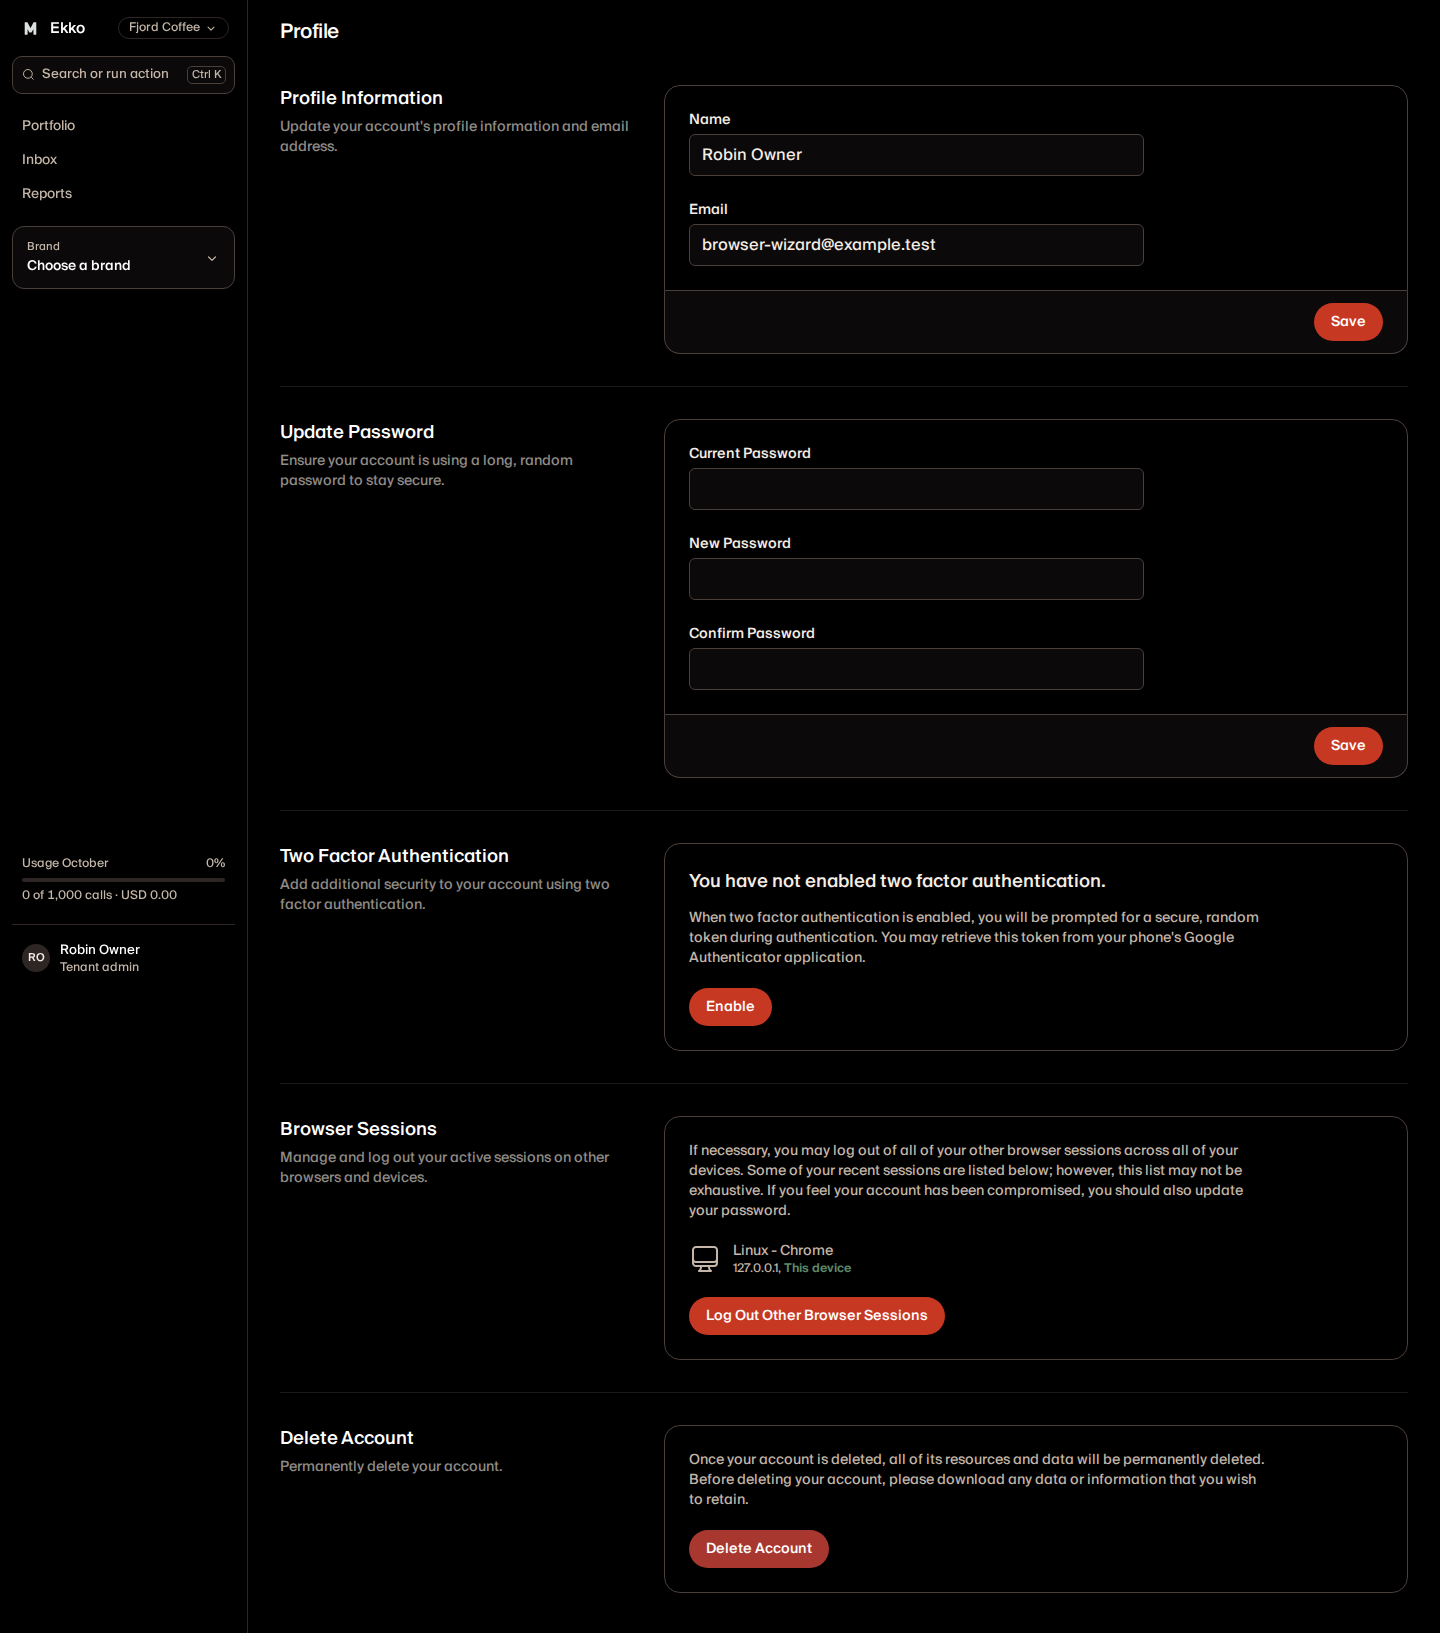 Ekko
Fjord Coffee
Search or run action
Ctrl K
Portfolio
Inbox
Reports
Brand
Choose a brand
Usage October
0%
0 of 1,000 calls · USD 0.00
RO
Robin Owner
Tenant admin
Profile
Profile Information
Update your account's profile information and email
address.
Name
Robin Owner
Email
browser-wizard@example.test
Save
Update Password
Ensure your account is using a long, random
password to stay secure.
Current Password
New Password
Confirm Password
Save
Two Factor Authentication
Add additional security to your account using two
factor authentication.
You have not enabled two factor authentication.
When two factor authentication is enabled, you will be prompted for a secure, random
token during authentication. You may retrieve this token from your phone's Google
Authenticator application.
Enable
Browser Sessions
Manage and log out your active sessions on other
browsers and devices.
If necessary, you may log out of all of your other browser sessions across all of your
devices. Some of your recent sessions are listed below; however, this list may not be
exhaustive. If you feel your account has been compromised, you should also update
your password.
Linux - Chrome
127.0.0.1, This device
Log Out Other Browser Sessions
Delete Account
Permanently delete your account.
Once your account is deleted, all of its resources and data will be permanently deleted.
Before deleting your account, please download any data or information that you wish
to retain.
Delete Account